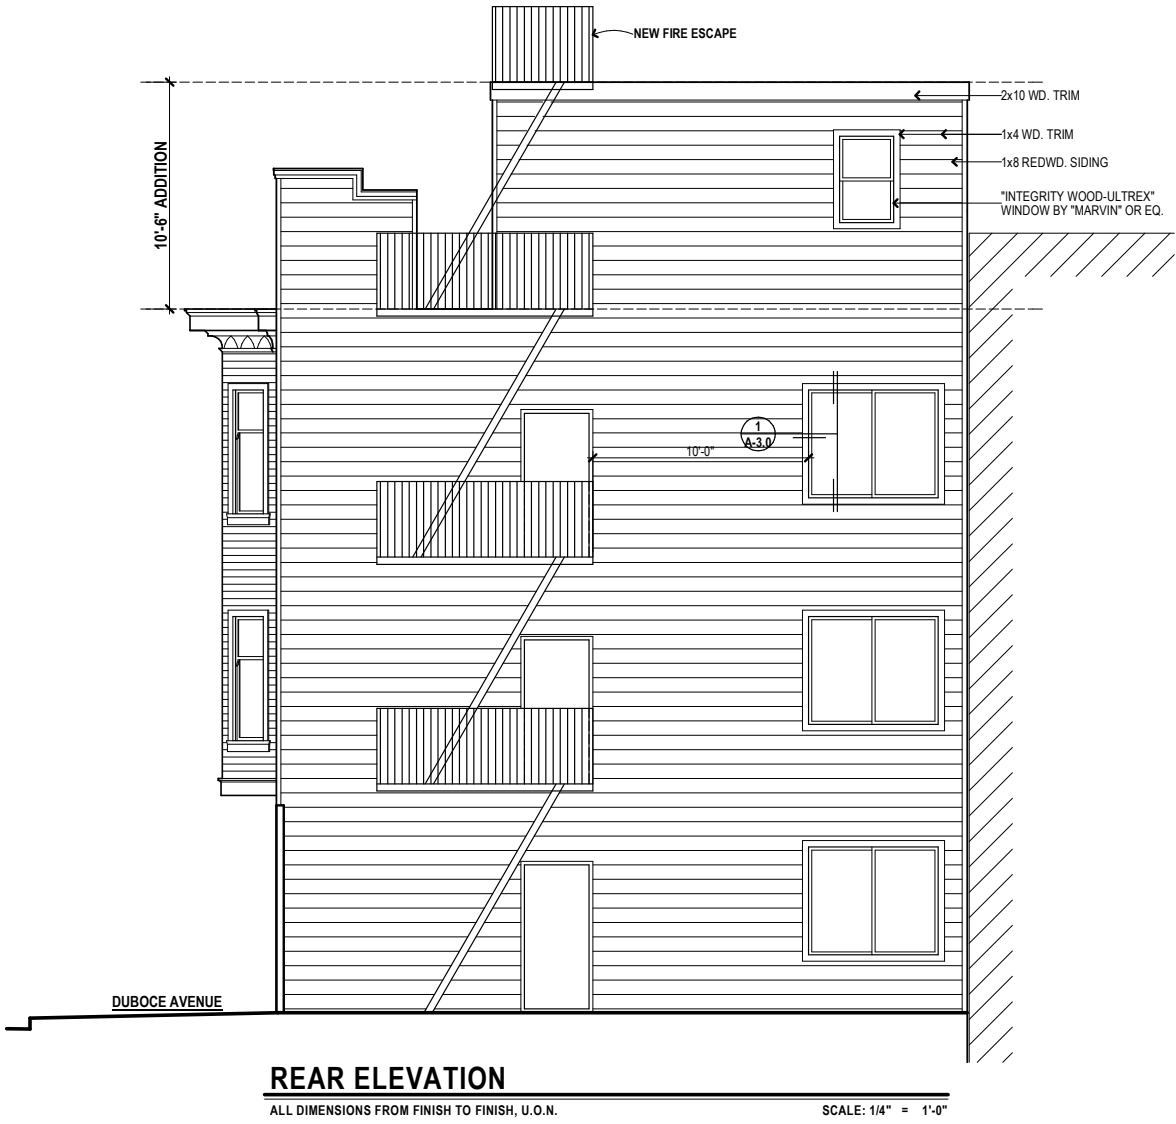 NEW FIRE ESCAPE
2x10 WD. TRIM
1x4 WD. TRIM
1x8 REDWD. SIDING
"INTEGRITY WOOD-ULTREX"
WINDOW BY "MARVIN" OR EQ.
10'-6" ADDITION
1
A-3.0
10'-0"
DUBOCE AVENUE
REAR ELEVATION
ALL DIMENSIONS FROM FINISH TO FINISH, U.O.N.
SCALE: 1/4" = 1'-0"